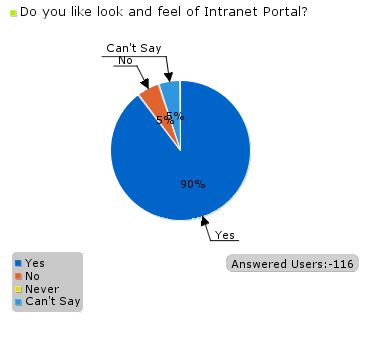 Do you like look and feel of Intranet Portal?
Can't Say
No
5%
5%
90%
Yes
Yes
No
Never
Can't Say
Answered Users:-116